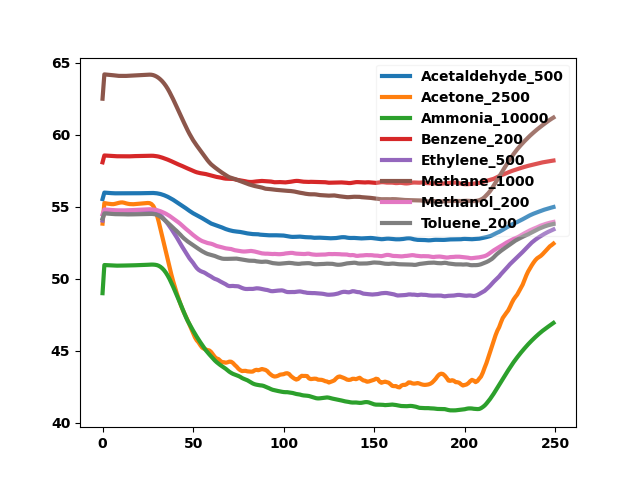 65
60
55
50
45
40
0 50 100 150 200 250
Acetaldehyde_500
Acetone_2500
Ammonia_10000
Benzene_200
Ethylene_500
Methane_1000
Methanol_200
Toluene_200